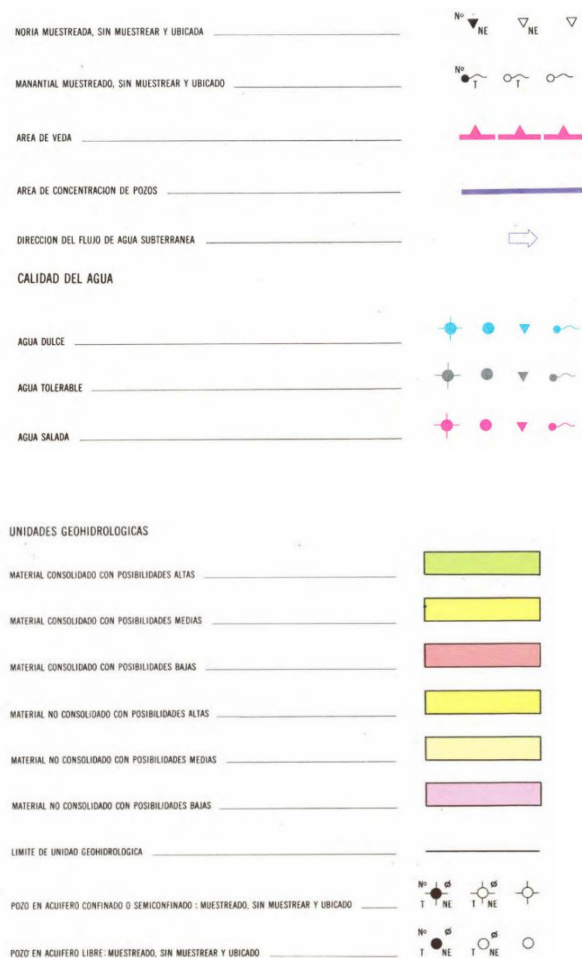 NORIA MUESTREADA, SIN MUESTREAR Y UBICADA Nº NE NE
MANANTIAL MUESTREADO, SIN MUESTREAR Y UBICADO Nº T T
AREA DE VEDA
AREA DE CONCENTRACION DE POZOS
DIRECCION DEL FLUJO DE AGUA SUBTERRANEA
CALIDAD DEL AGUA
AGUA DULCE
AGUA TOLERABLE
AGUA SALADA
UNIDADES GEOHIDROLOGICAS
MATERIAL CONSOLIDADO CON POSIBILIDADES ALTAS
MATERIAL CONSOLIDADO CON POSIBILIDADES MEDIAS
MATERIAL CONSOLIDADO CON POSIBILIDADES BAJAS
MATERIAL NO CONSOLIDADO CON POSIBILIDADES ALTAS
MATERIAL NO CONSOLIDADO CON POSIBILIDADES MEDIAS
MATERIAL NO CONSOLIDADO CON POSIBILIDADES BAJAS
LIMITE DE UNIDAD GEOHIDROLOGICA
POZO EN ACUIFERO CONFINADO O SEMICONFINADO : MUESTREADO, SIN MUESTREAR Y UBICADO Nº Ø T NE Ø T NE
POZO EN ACUIFERO LIBRE: MUESTREADO, SIN MUESTREAR Y UBICADO Nº Ø T NE Ø T NE